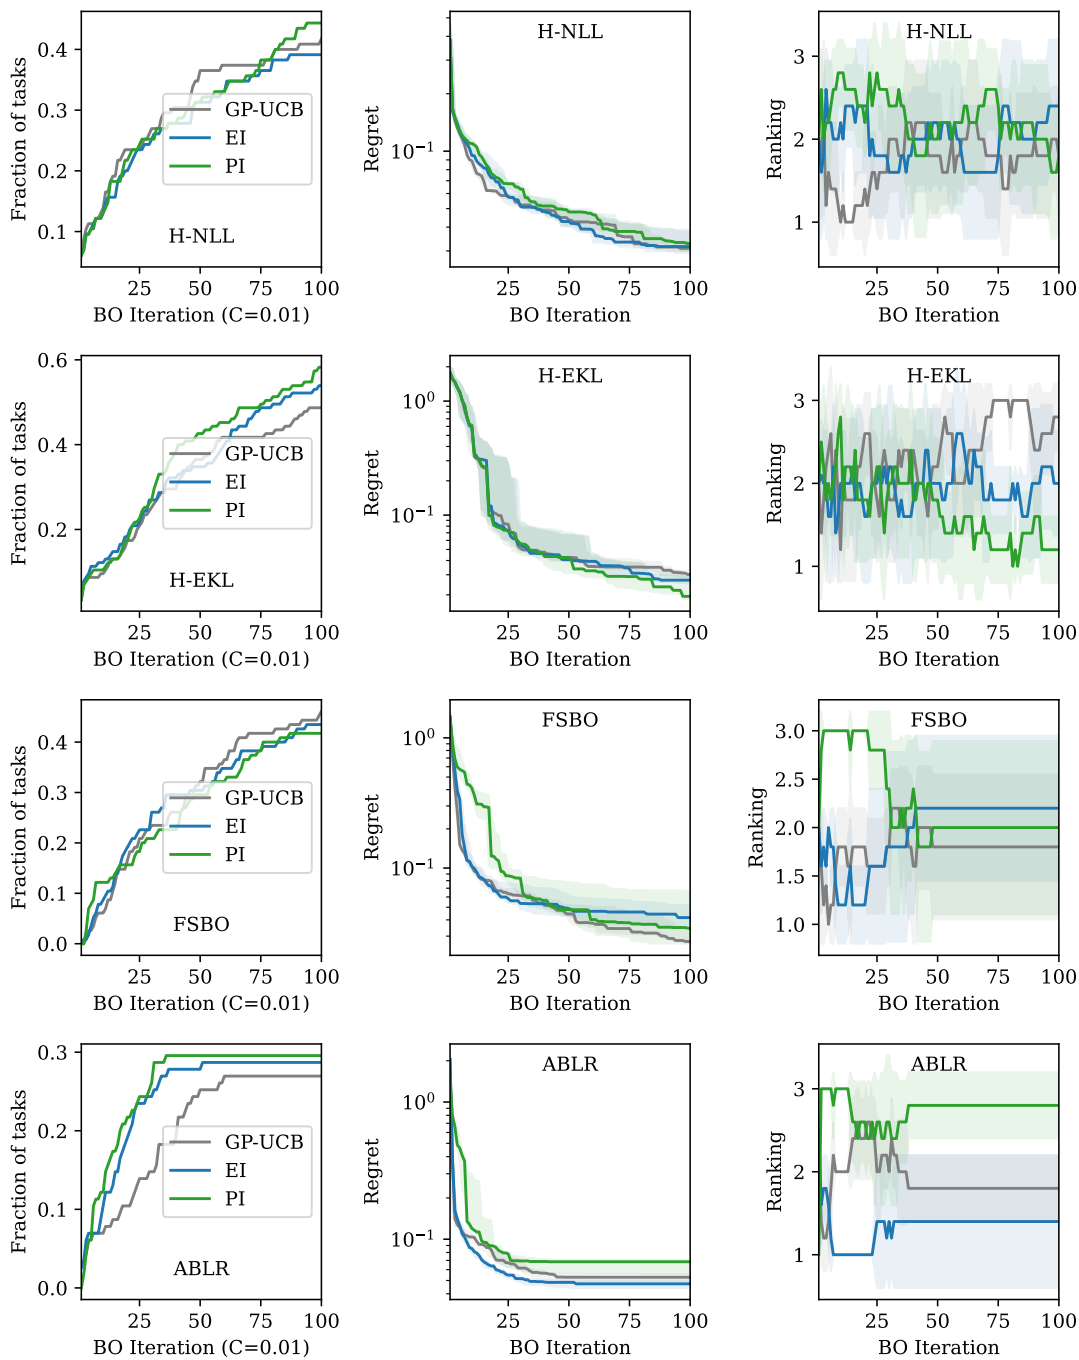 Fraction of tasks
0.4
0.3
0.2
0.1
GP-UCB
EI
PI
H-NLL
25 50 75 100
BO Iteration (C=0.01)
H-NLL
Regret
10⁻¹
25 50 75 100
BO Iteration
H-NLL
Ranking
3
2
1
25 50 75 100
BO Iteration
Fraction of tasks
0.6
0.4
0.2
GP-UCB
EI
PI
H-EKL
25 50 75 100
BO Iteration (C=0.01)
H-EKL
Regret
10⁰
10⁻¹
25 50 75 100
BO Iteration
H-EKL
Ranking
3
2
1
25 50 75 100
BO Iteration
Fraction of tasks
0.4
0.3
0.2
0.1
0.0
GP-UCB
EI
PI
FSBO
25 50 75 100
BO Iteration (C=0.01)
FSBO
Regret
10⁰
10⁻¹
25 50 75 100
BO Iteration
FSBO
Ranking
3.0
2.5
2.0
1.5
1.0
25 50 75 100
BO Iteration
Fraction of tasks
0.3
0.2
0.1
0.0
GP-UCB
EI
PI
ABLR
25 50 75 100
BO Iteration (C=0.01)
ABLR
Regret
10⁰
10⁻¹
25 50 75 100
BO Iteration
ABLR
Ranking
3
2
1
25 50 75 100
BO Iteration